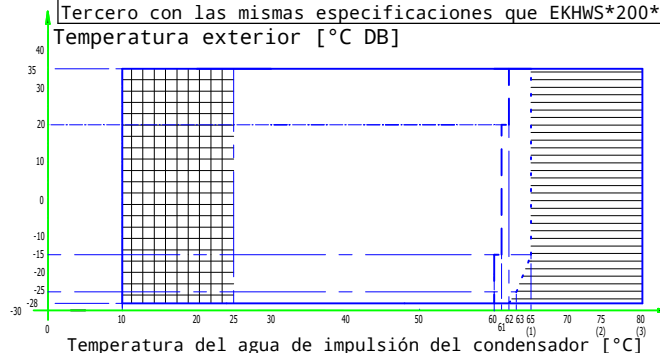 Tercero con las mismas especificaciones que EKHWS*200*
Temperatura exterior [°C DB]
40
35
30
20
10
0
-10
-15
-20
-25
-28
-30
0 10 20 25 30 40 50 60 61 62 63 65 70 75 80
(1) (2) (3)
Temperatura del agua de impulsión del condensador [°C]